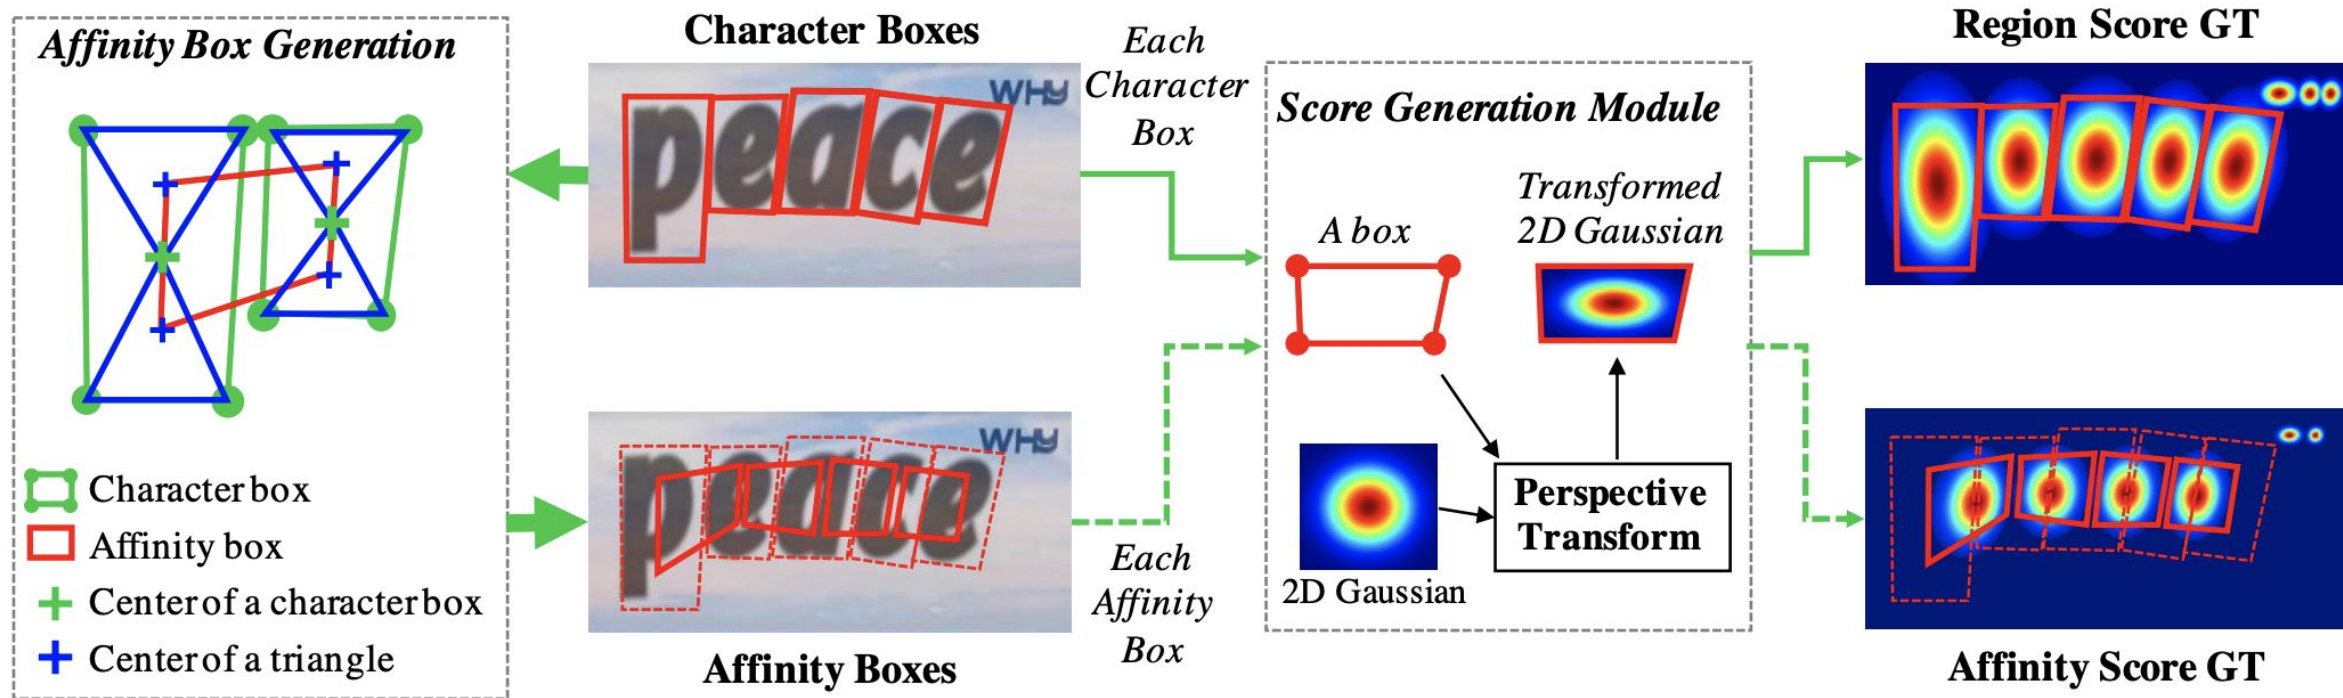 Affinity Box Generation
Character box
Affinity box
Center of a character box
Center of a triangle
Character Boxes
peace
WHY
Each
Character
Box
peace
WHY
Affinity Boxes
Each
Affinity
Box
Score Generation Module
A box
Transformed
2D Gaussian
2D Gaussian
Perspective
Transform
Region Score GT
Affinity Score GT